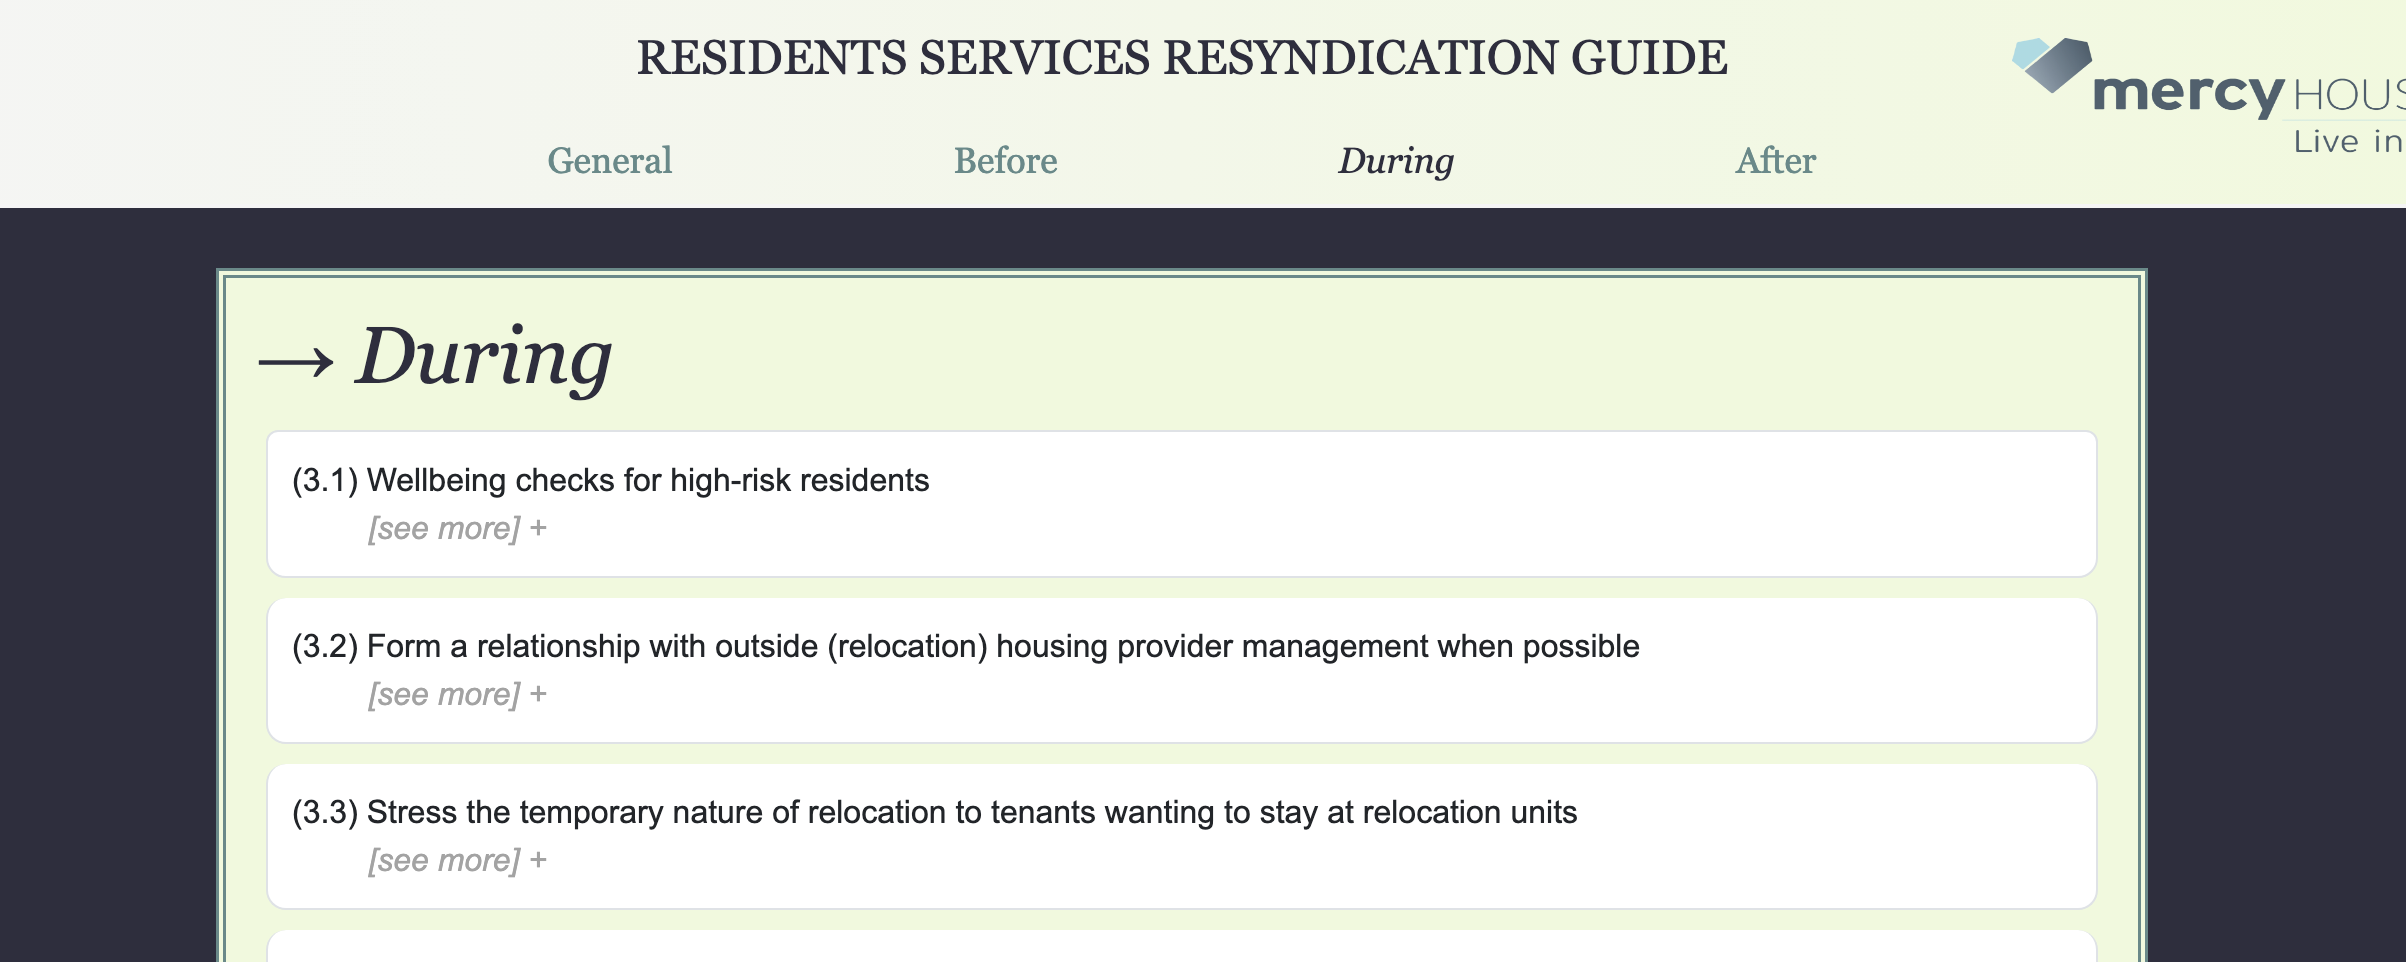 RESIDENTS SERVICES RESYNDICATION GUIDE
mercy HOUS
Live in
General Before During After
→ During
(3.1) Wellbeing checks for high-risk residents
[see more] +
(3.2) Form a relationship with outside (relocation) housing provider management when possible
[see more] +
(3.3) Stress the temporary nature of relocation to tenants wanting to stay at relocation units
[see more] +